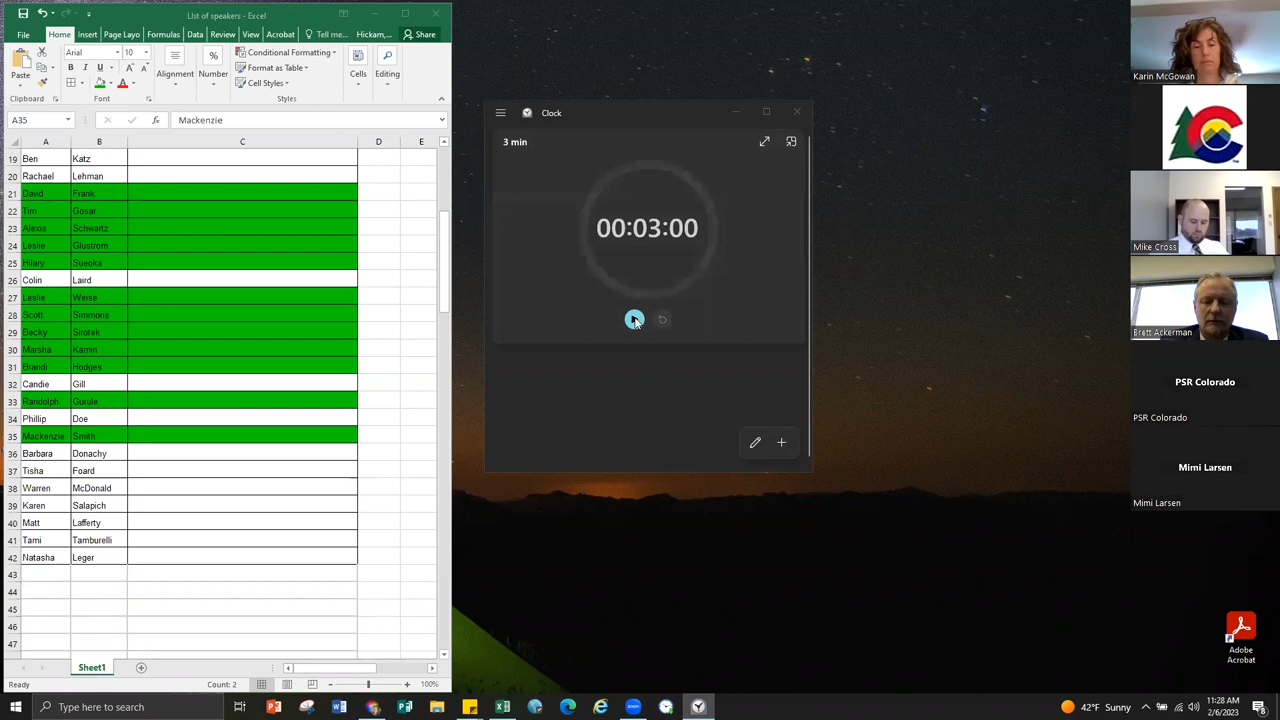 List of speakers - Excel
File Home Insert Page Layo Formulas Data Review View Acrobat Tell me... Hickam,... Share
Arial 10
Conditional Formatting
Paste B I U A A Alignment Number Format as Table Cells Editing
A Cell Styles
Clipboard Font Styles
A35 fx Mackenzie
A B C D E
19 Ben Katz
20 Rachael Lehman
21 David Frank
22 Tim Gosar
23 Alexis Schwartz
24 Leslie Glustrom
25 Hilary Sueoka
26 Colin Laird
27 Leslie Weise
28 Scott Simmons
29 Becky Sirotek
30 Marsha Kamin
31 Brandi Hodges
32 Candie Gill
33 Randolph Gurule
34 Phillip Doe
35 Mackenzie Smith
36 Barbara Donachy
37 Tisha Foard
38 Warren McDonald
39 Karen Salapich
40 Matt Lafferty
41 Tami Tamburelli
42 Natasha Leger
43
44
45
46
47
Sheet1
Ready Count: 2 100%
Clock
3 min
00:03:00
Karin McGowan
Mike Cross
Brett Ackerman
PSR Colorado
PSR Colorado
Mimi Larsen
Mimi Larsen
Adobe
Acrobat
Type here to search
zoom
42°F Sunny
11:28 AM
2/6/2023